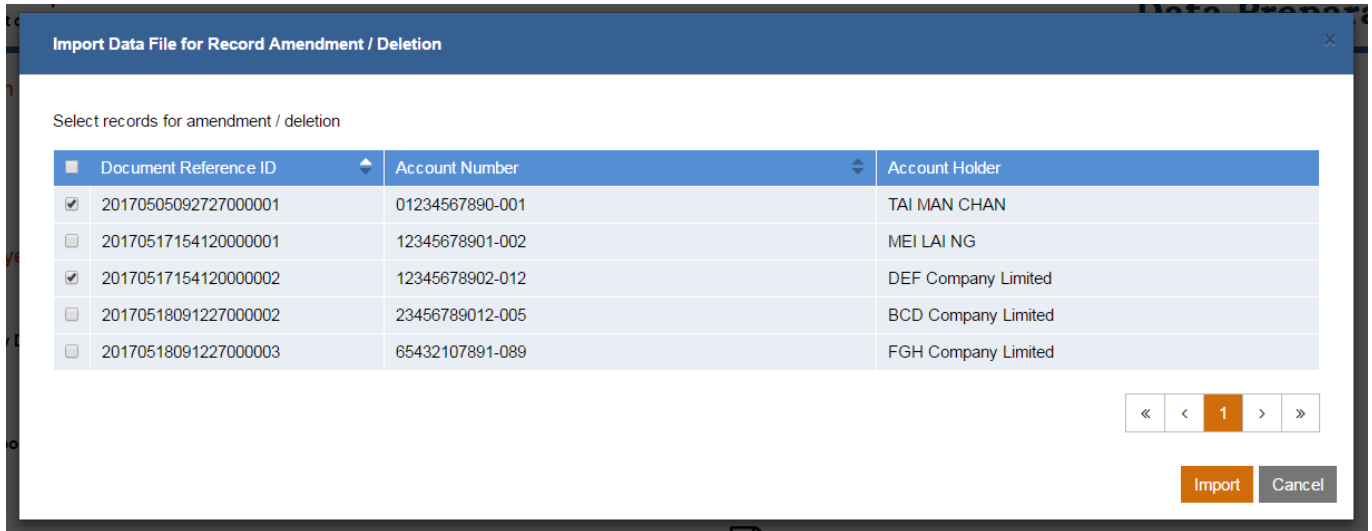 Import Data File for Record Amendment / Deletion
×
Select records for amendment / deletion
Document Reference ID Account Number Account Holder
20170505092727000001 01234567890-001 TAI MAN CHAN
20170517154120000001 12345678901-002 MEI LAI NG
20170517154120000002 12345678902-012 DEF Company Limited
20170518091227000002 23456789012-005 BCD Company Limited
20170518091227000003 65432107891-089 FGH Company Limited
« ‹ 1 › »
Import Cancel